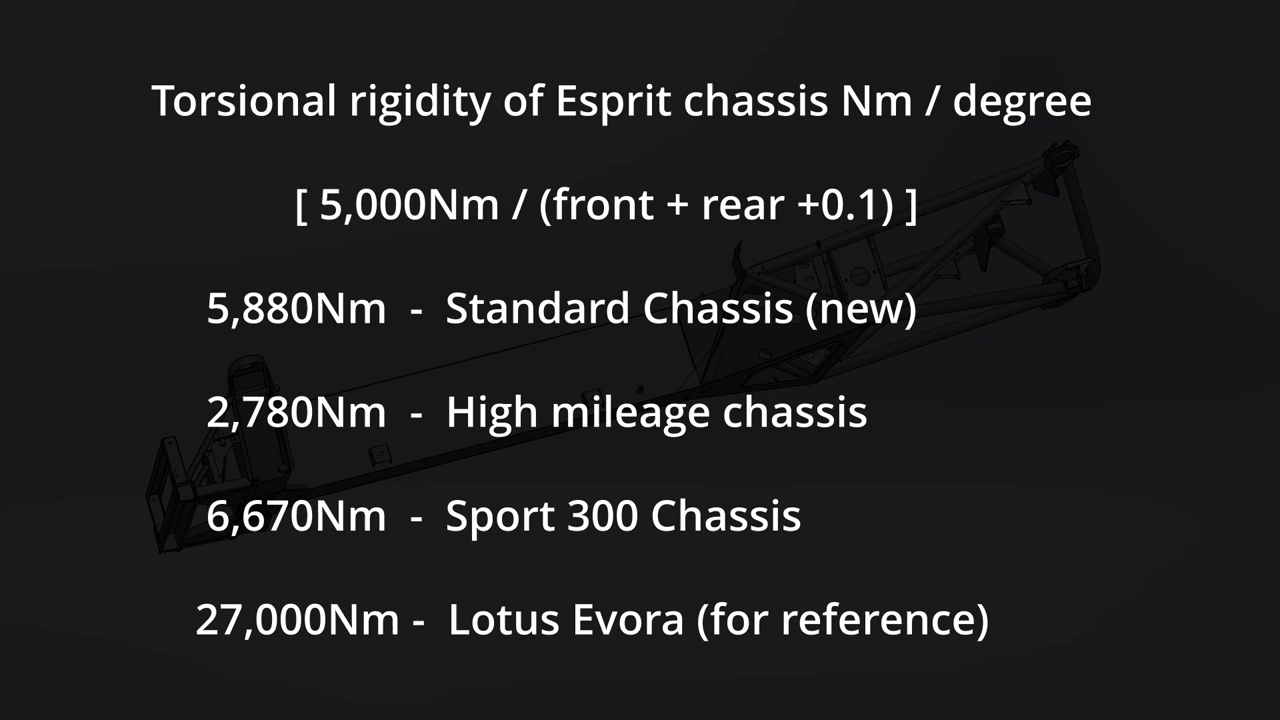 Torsional rigidity of Esprit chassis Nm / degree
[ 5,000Nm / (front + rear +0.1) ]
5,880Nm - Standard Chassis (new)
2,780Nm - High mileage chassis
6,670Nm - Sport 300 Chassis
27,000Nm - Lotus Evora (for reference)